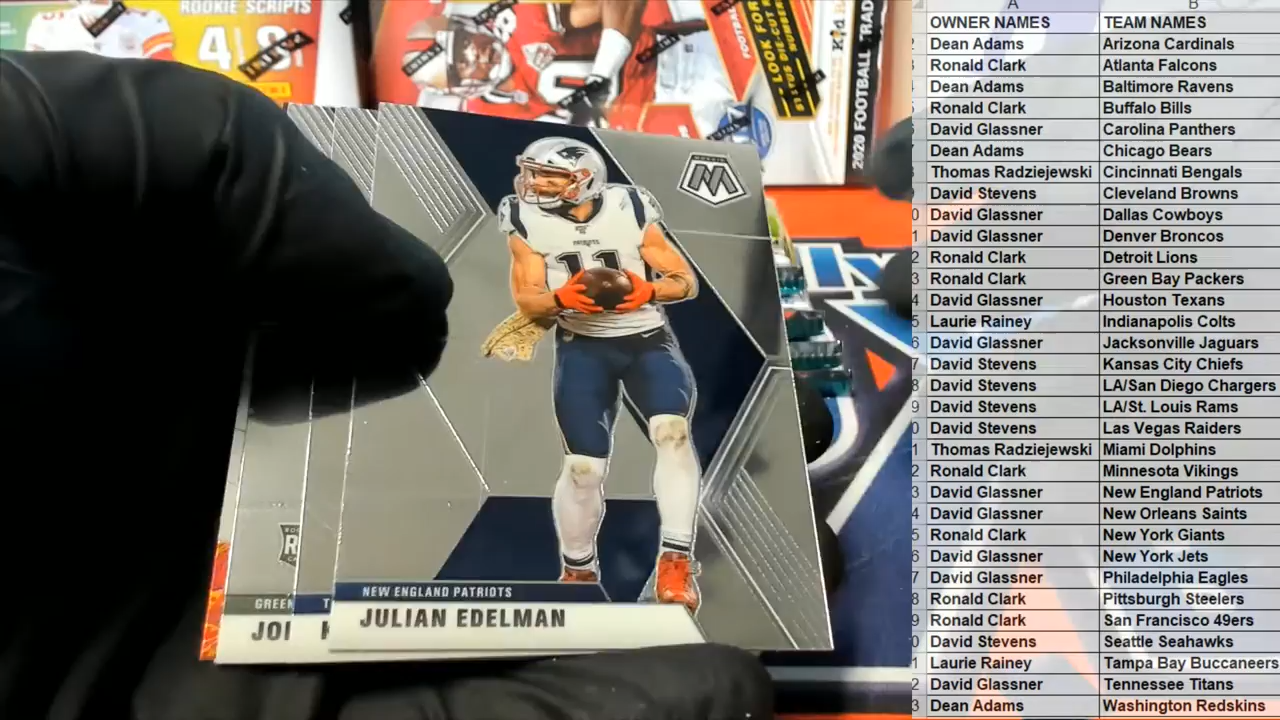 ROOKIE SCRIPTS
LOOK FOR
2020 FOOTBALL TRAD
MOSAIC
PATRIOTS
11
NEW ENGLAND PATRIOTS
JULIAN EDELMAN
GREEN
JOI
A B
OWNER NAMES TEAM NAMES
Dean Adams Arizona Cardinals
Ronald Clark Atlanta Falcons
Dean Adams Baltimore Ravens
Ronald Clark Buffalo Bills
David Glassner Carolina Panthers
Dean Adams Chicago Bears
Thomas Radziejewski Cincinnati Bengals
David Stevens Cleveland Browns
David Glassner Dallas Cowboys
David Glassner Denver Broncos
Ronald Clark Detroit Lions
Ronald Clark Green Bay Packers
David Glassner Houston Texans
Laurie Rainey Indianapolis Colts
David Glassner Jacksonville Jaguars
David Stevens Kansas City Chiefs
David Stevens LA/San Diego Chargers
David Stevens LA/St. Louis Rams
David Stevens Las Vegas Raiders
Thomas Radziejewski Miami Dolphins
Ronald Clark Minnesota Vikings
David Glassner New England Patriots
David Glassner New Orleans Saints
Ronald Clark New York Giants
David Glassner New York Jets
David Glassner Philadelphia Eagles
Ronald Clark Pittsburgh Steelers
Ronald Clark San Francisco 49ers
David Stevens Seattle Seahawks
Laurie Rainey Tampa Bay Buccaneers
David Glassner Tennessee Titans
Dean Adams Washington Redskins